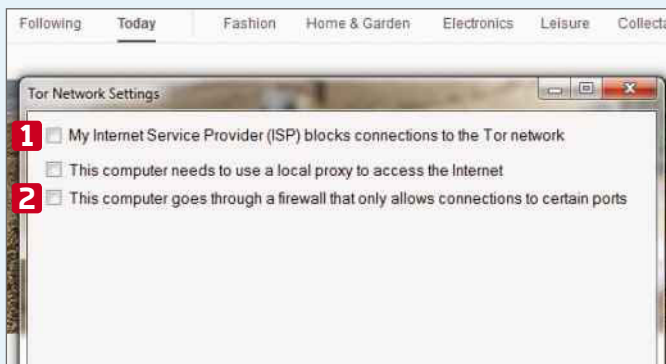 Following Today Fashion Home & Garden Electronics Leisure
Tor Network Settings
1 My Internet Service Provider (ISP) blocks connections to the Tor network
This computer needs to use a local proxy to access the Internet
2 This computer goes through a firewall that only allows connections to certain ports